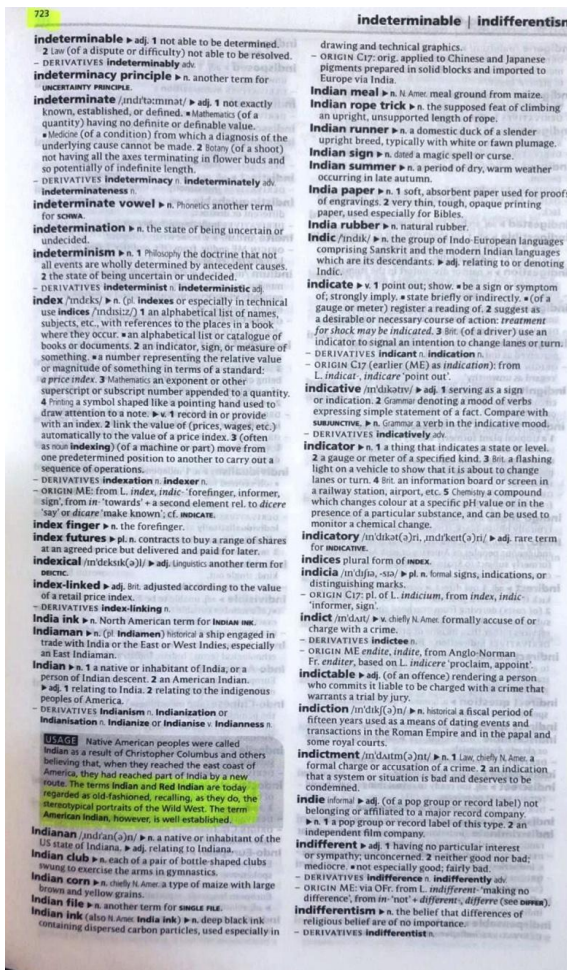 723
indeterminable | indifferentism
indeterminable ▸ adj. 1 not able to be determined.
2 Law (of a dispute or difficulty) not able to be resolved.
– DERIVATIVES indeterminably adv.
indeterminacy principle ▸ n. another term for
UNCERTAINTY PRINCIPLE.
indeterminate /ˌɪndɪˈtəːmɪnət/ ▸ adj. 1 not exactly
known, established, or defined. ▪ Mathematics (of a
quantity) having no definite or definable value.
▪ Medicine (of a condition) from which a diagnosis of the
underlying cause cannot be made. 2 Botany (of a shoot)
not having all the axes terminating in flower buds and
so potentially of indefinite length.
– DERIVATIVES indeterminacy n. indeterminately adv.
indeterminateness n.
indeterminate vowel ▸ n. Phonetics another term
for SCHWA.
indetermination ▸ n. the state of being uncertain or
undecided.
indeterminism ▸ n. 1 Philosophy the doctrine that not
all events are wholly determined by antecedent causes.
2 the state of being uncertain or undecided.
– DERIVATIVES indeterminist n. indeterministic adj.
index /ˈɪndɛks/ ▸ n. (pl. indexes or especially in technical
use indices /ˈɪndɪsiːz/) 1 an alphabetical list of names,
subjects, etc., with references to the places in a book
where they occur. ▪ an alphabetical list or catalogue of
books or documents. 2 an indicator, sign, or measure of
something. ▪ a number representing the relative value
or magnitude of something in terms of a standard:
a price index. 3 Mathematics an exponent or other
superscript or subscript number appended to a quantity.
4 Printing a symbol shaped like a pointing hand used to
draw attention to a note. ▸ v. 1 record in or provide
with an index. 2 link the value of (prices, wages, etc.)
automatically to the value of a price index. 3 (often
as noun indexing) (of a machine or part) move from
one predetermined position to another to carry out a
sequence of operations.
– DERIVATIVES indexation n. indexer n.
– ORIGIN ME: from L. index, indic- 'forefinger, informer,
sign', from in- 'towards' + a second element rel. to dicere
'say' or dicare 'make known'; cf. INDICATE.
index finger ▸ n. the forefinger.
index futures ▸ pl. n. contracts to buy a range of shares
at an agreed price but delivered and paid for later.
indexical /ɪnˈdɛksɪk(ə)l/ ▸ adj. Linguistics another term for
DEICTIC.
index-linked ▸ adj. Brit. adjusted according to the value
of a retail price index.
– DERIVATIVES index-linking n.
India ink ▸ n. North American term for INDIAN INK.
Indiaman ▸ n. (pl. Indiamen) historical a ship engaged in
trade with India or the East or West Indies, especially
an East Indiaman.
Indian ▸ n. 1 a native or inhabitant of India, or a
person of Indian descent. 2 an American Indian.
▸ adj. 1 relating to India. 2 relating to the indigenous
peoples of America.
– DERIVATIVES Indianism n. Indianization or
Indianisation n. Indianize or Indianise v. Indianness n.
USAGE Native American peoples were called
Indian as a result of Christopher Columbus and others
believing that, when they reached the east coast of
America, they had reached part of India by a new
route. The terms Indian and Red Indian are today
regarded as old-fashioned, recalling, as they do, the
stereotypical portraits of the Wild West. The term
American Indian, however, is well established.
Indianan /ˌɪndɪˈan(ə)n/ ▸ n. a native or inhabitant of the
US state of Indiana. ▸ adj. relating to Indiana.
Indian club ▸ n. each of a pair of bottle-shaped clubs
swung to exercise the arms in gymnastics.
Indian corn ▸ n. chiefly N. Amer. a type of maize with large
brown and yellow grains.
Indian file ▸ n. another term for SINGLE FILE.
Indian ink (also N. Amer. India ink) ▸ n. deep black ink
containing dispersed carbon particles, used especially in
drawing and technical graphics.
– ORIGIN C17: orig. applied to Chinese and Japanese
pigments prepared in solid blocks and imported to
Europe via India.
Indian meal ▸ n. N. Amer. meal ground from maize.
Indian rope trick ▸ n. the supposed feat of climbing
an upright, unsupported length of rope.
Indian runner ▸ n. a domestic duck of a slender
upright breed, typically with white or fawn plumage.
Indian sign ▸ n. dated a magic spell or curse.
Indian summer ▸ n. a period of dry, warm weather
occurring in late autumn.
India paper ▸ n. 1 soft, absorbent paper used for proofs
of engravings. 2 very thin, tough, opaque printing
paper, used especially for Bibles.
India rubber ▸ n. natural rubber.
Indic /ˈɪndɪk/ ▸ n. the group of Indo-European languages
comprising Sanskrit and the modern Indian languages
which are its descendants. ▸ adj. relating to or denoting
Indic.
indicate ▸ v. 1 point out; show. ▪ be a sign or symptom
of; strongly imply. ▪ state briefly or indirectly. ▪ (of a
gauge or meter) register a reading of. 2 suggest as
a desirable or necessary course of action: treatment
for shock may be indicated. 3 Brit. (of a driver) use an
indicator to signal an intention to change lanes or turn.
– DERIVATIVES indicant n. indication n.
– ORIGIN C17 (earlier (ME) as indication): from
L. indicat-, indicare 'point out'.
indicative /ɪnˈdɪkətɪv/ ▸ adj. 1 serving as a sign
or indication. 2 Grammar denoting a mood of verbs
expressing simple statement of a fact. Compare with
SUBJUNCTIVE. ▸ n. Grammar a verb in the indicative mood.
– DERIVATIVES indicatively adv.
indicator ▸ n. 1 a thing that indicates a state or level.
2 a gauge or meter of a specified kind. 3 Brit. a flashing
light on a vehicle to show that it is about to change
lanes or turn. 4 Brit. an information board or screen in
a railway station, airport, etc. 5 Chemistry a compound
which changes colour at a specific pH value or in the
presence of a particular substance, and can be used to
monitor a chemical change.
indicatory /ɪnˈdɪkət(ə)ri, ˌɪndɪˈkeɪt(ə)ri/ ▸ adj. rare term
for INDICATIVE.
indices plural form of INDEX.
indicia /ɪnˈdɪʃɪə, -sɪə/ ▸ pl. n. formal signs, indications, or
distinguishing marks.
– ORIGIN C17: pl. of L. indicium, from index, indic-
'informer, sign'.
indict /ɪnˈdʌɪt/ ▸ v. chiefly N. Amer. formally accuse of or
charge with a crime.
– DERIVATIVES indictee n.
– ORIGIN ME endite, indite, from Anglo-Norman
Fr. enditer, based on L. indicere 'proclaim, appoint'.
indictable ▸ adj. (of an offence) rendering a person
who commits it liable to be charged with a crime that
warrants a trial by jury.
indiction /ɪnˈdɪkʃ(ə)n/ ▸ n. historical a fiscal period of
fifteen years used as a means of dating events and
transactions in the Roman Empire and in the papal and
some royal courts.
indictment /ɪnˈdʌɪtm(ə)nt/ ▸ n. 1 Law, chiefly N. Amer. a
formal charge or accusation of a crime. 2 an indication
that a system or situation is bad and deserves to be
condemned.
indie informal ▸ adj. (of a pop group or record label) not
belonging or affiliated to a major record company.
▸ n. 1 a pop group or record label of this type. 2 an
independent film company.
indifferent ▸ adj. 1 having no particular interest
or sympathy; unconcerned. 2 neither good nor bad;
mediocre. ▪ not especially good; fairly bad.
– DERIVATIVES indifference n. indifferently adv.
– ORIGIN ME: via OFr. from L. indifferent- 'making no
difference', from in- 'not' + different-, differre (see DIFFER).
indifferentism ▸ n. the belief that differences of
religious belief are of no importance.
– DERIVATIVES indifferentist n.